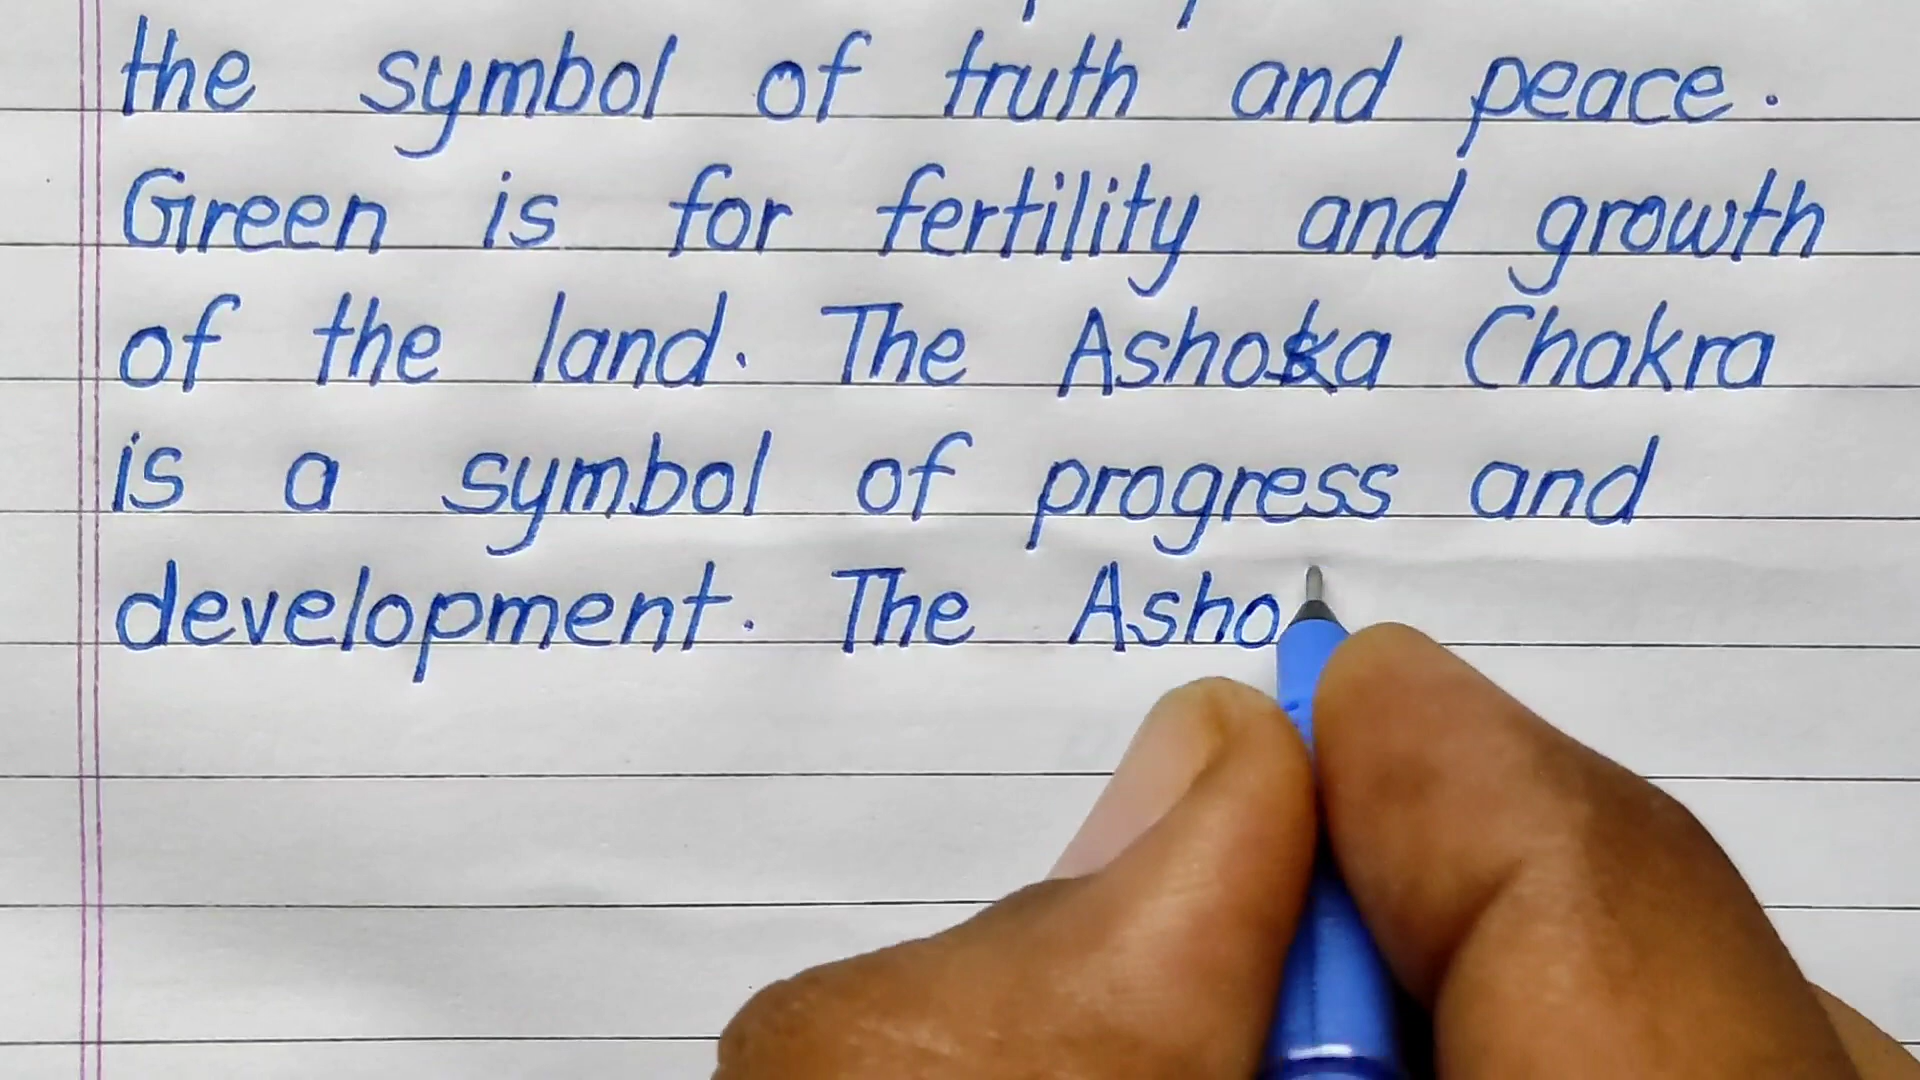 the symbol of truth and peace.
Green is for fertility and growth
of the land. The Ashoka Chakra
is a symbol of progress and
development. The Asho